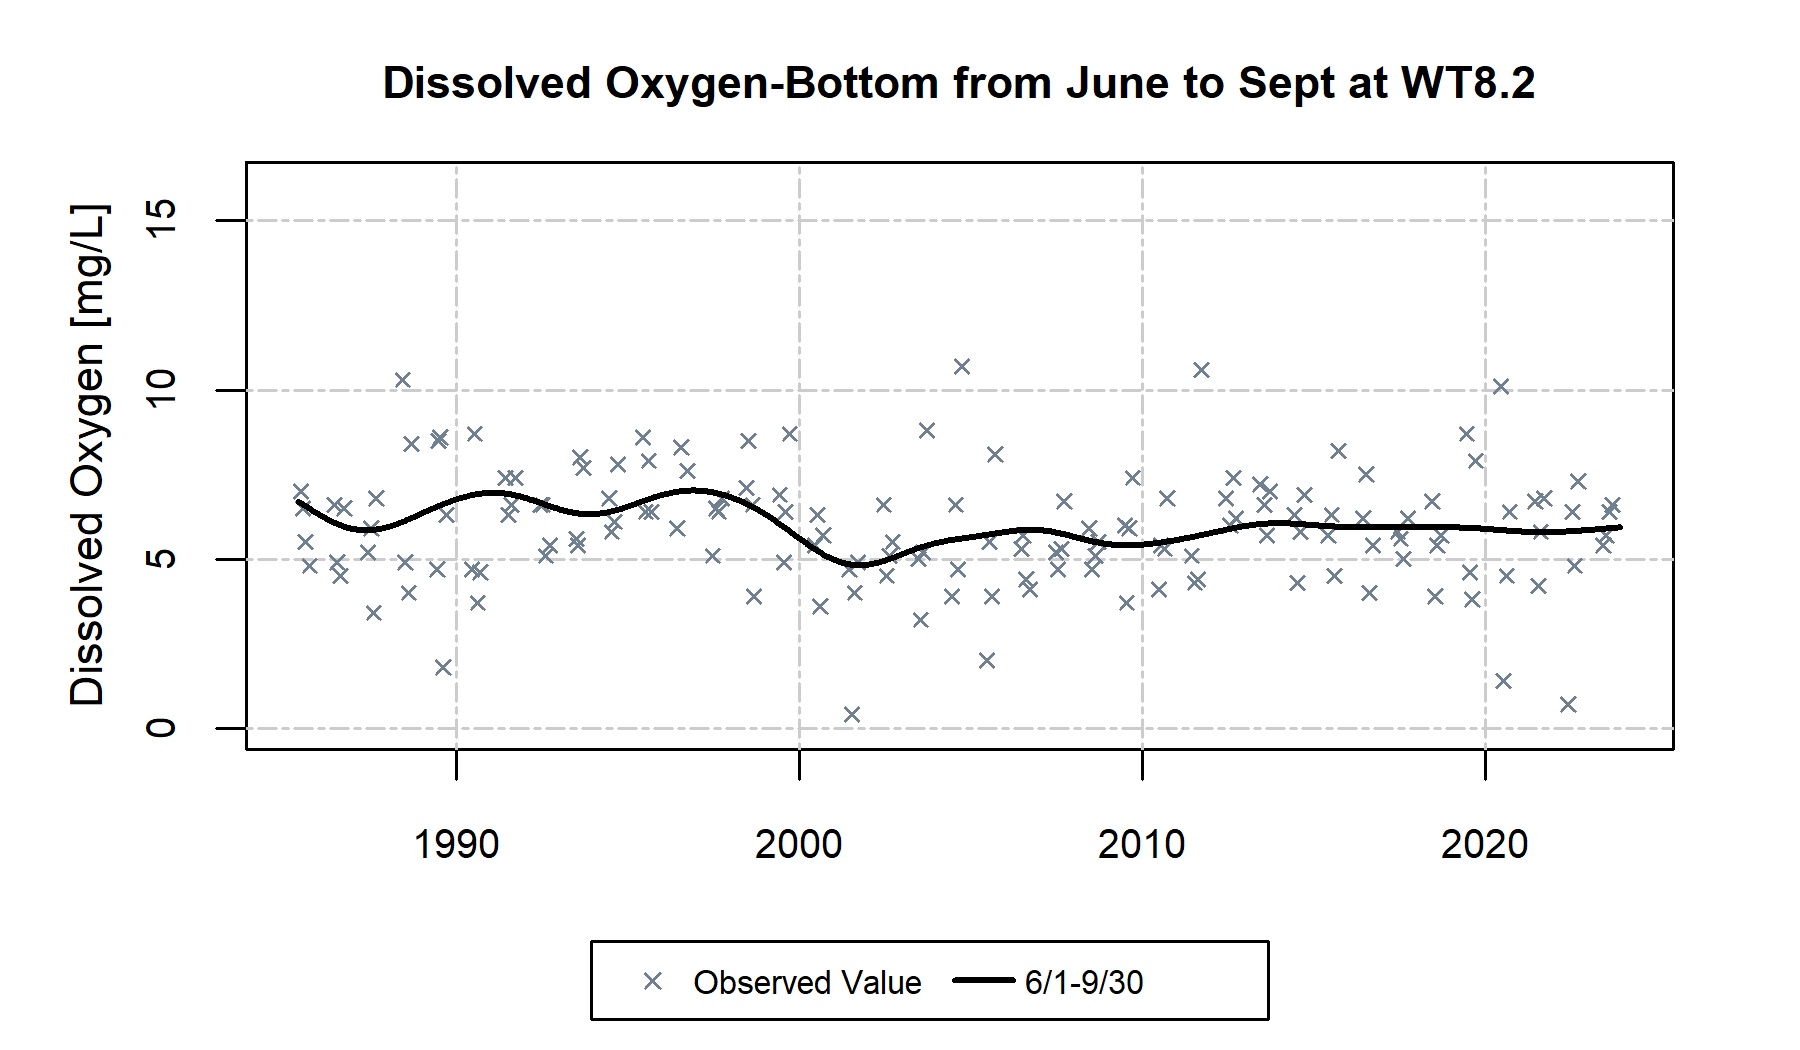 Dissolved Oxygen-Bottom from June to Sept at WT8.2
Dissolved Oxygen [mg/L]
15
10
5
0
1990 2000 2010 2020
Observed Value 6/1-9/30